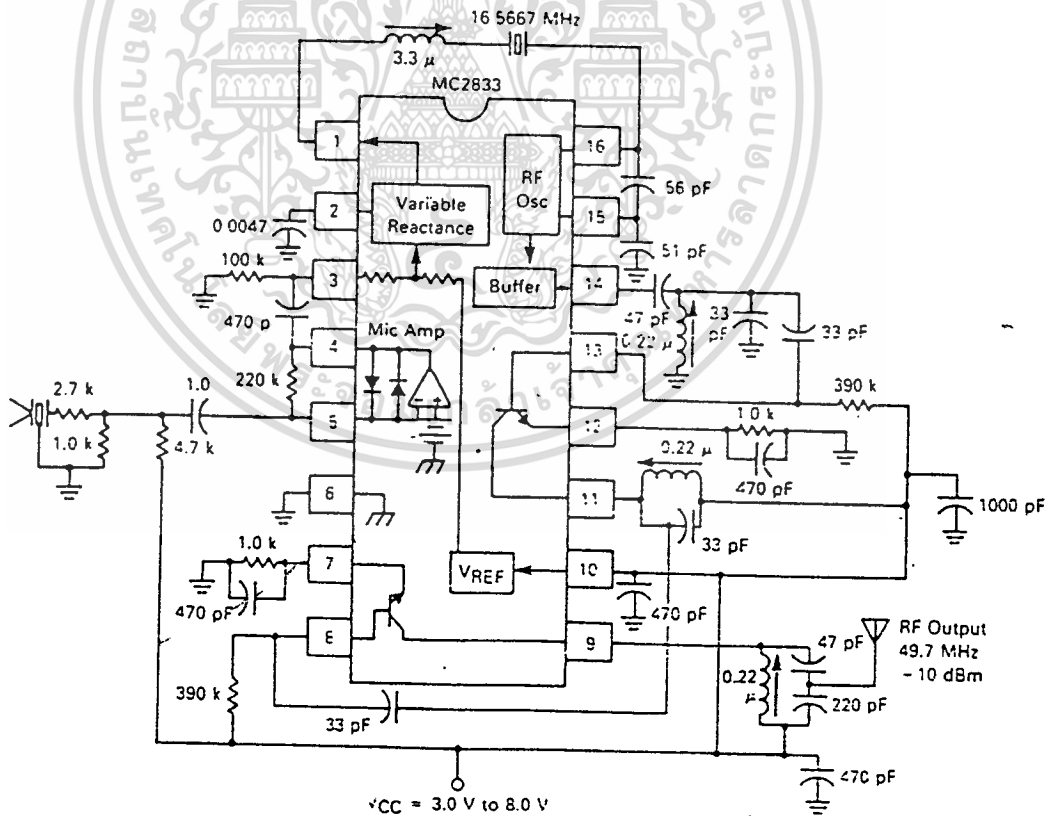 16 5667 MHz
3.3 μ
MC2833
1
16
RF
Osc
56 pF
2
Variable
Reactance
15
0 0047
51 pF
100 k
3
Buffer
14
470 p
Mic Amp
47 pF
33
pF
33 pF
4
13
0.22 μ
220 k
2.7 k
1.0
390 k
1.0 k
4.7 k
5
12
1.0 k
0.22 μ
470 pF
6
11
1000 pF
33 pF
1.0 k
7
VREF
10
470 pF
470 pF
8
9
47 pF
RF Output
49.7 MHz
- 10 dBm
0.22
μ
220 pF
390 k
33 pF
470 pF
VCC = 3.0 V to 8.0 V